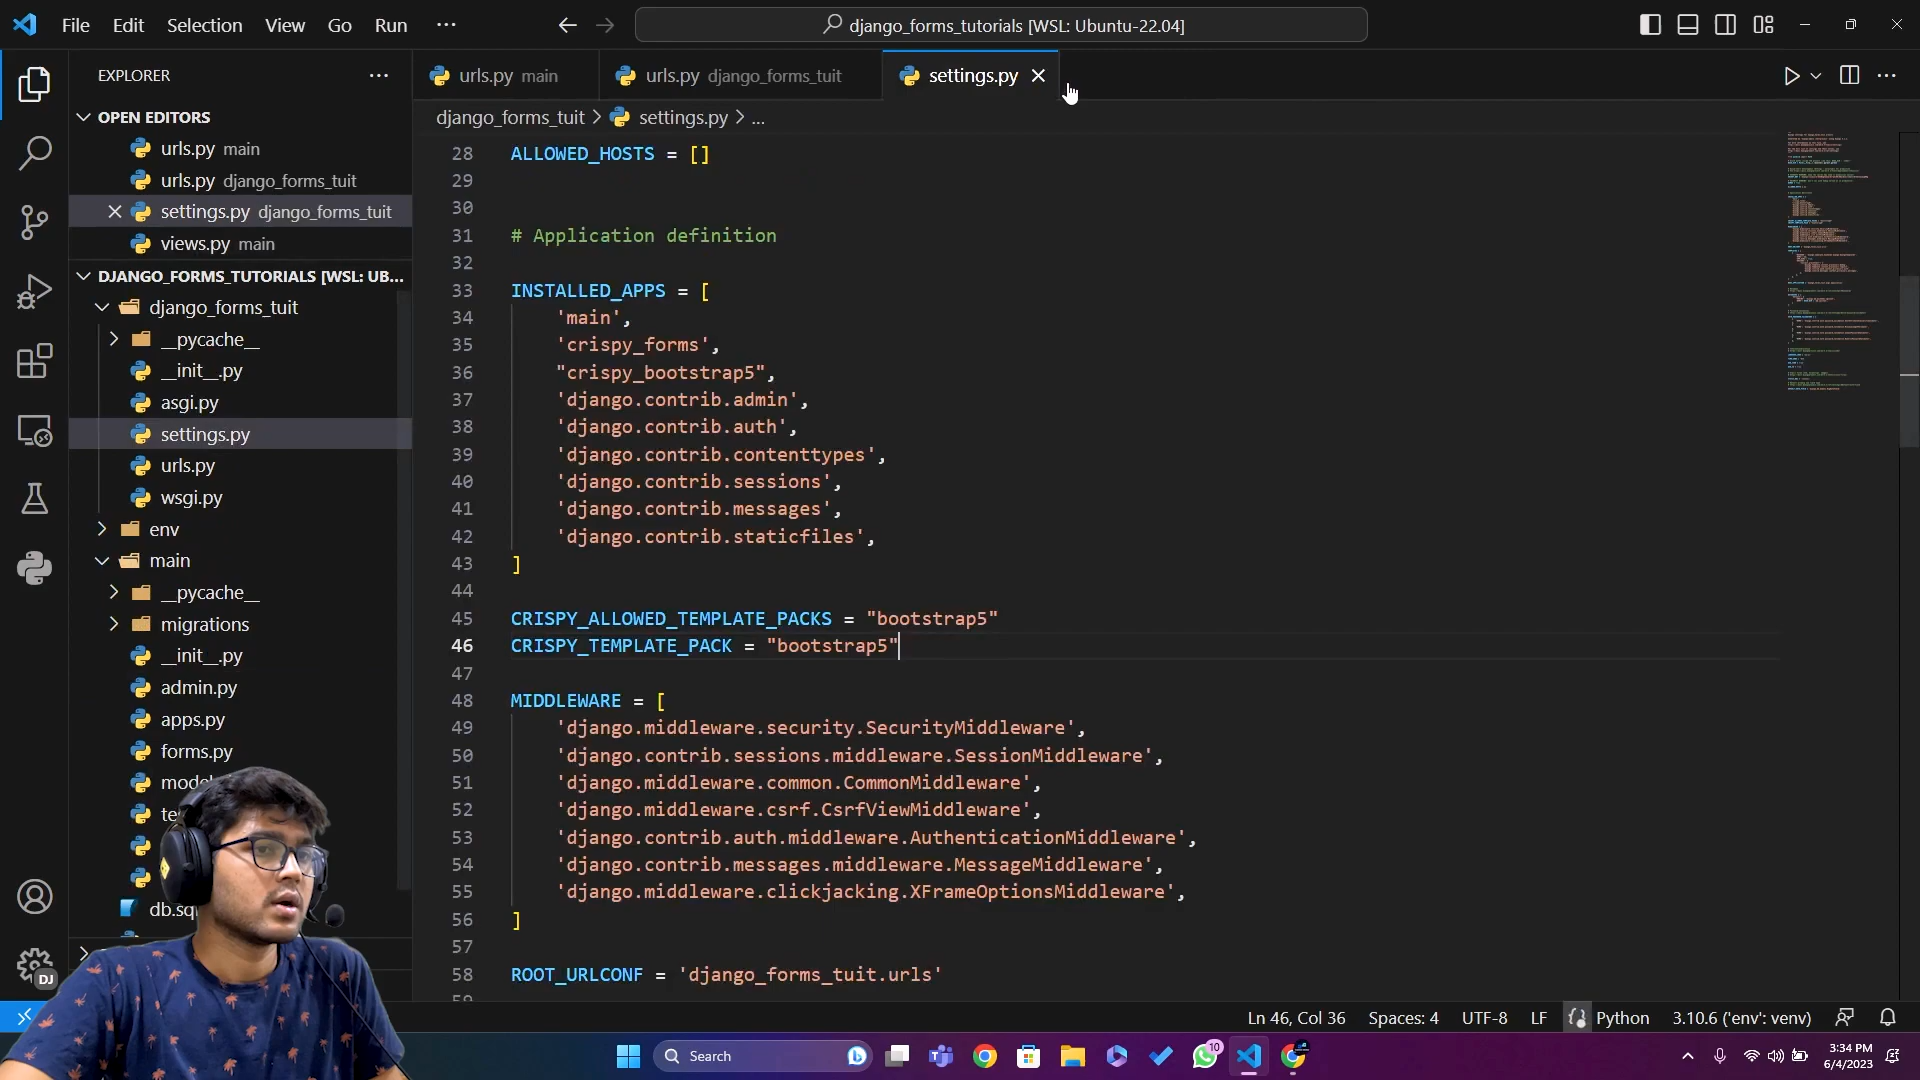 File Edit Selection View Go Run ...
django_forms_tutorials [WSL: Ubuntu-22.04]
EXPLORER
OPEN EDITORS
urls.py main
urls.py django_forms_tuit
settings.py django_forms_tuit
views.py main
DJANGO_FORMS_TUTORIALS [WSL: UB...
django_forms_tuit
__pycache__
__init__.py
asgi.py
settings.py
urls.py
wsgi.py
env
main
__pycache__
migrations
__init__.py
admin.py
apps.py
forms.py
DJ
urls.py main
urls.py django_forms_tuit
settings.py
django_forms_tuit > settings.py > ...
28 ALLOWED_HOSTS = []
29
30
31 # Application definition
32
33 INSTALLED_APPS = [
34 'main',
35 'crispy_forms',
36 "crispy_bootstrap5",
37 'django.contrib.admin',
38 'django.contrib.auth',
39 'django.contrib.contenttypes',
40 'django.contrib.sessions',
41 'django.contrib.messages',
42 'django.contrib.staticfiles',
43 ]
44
45 CRISPY_ALLOWED_TEMPLATE_PACKS = "bootstrap5"
46 CRISPY_TEMPLATE_PACK = "bootstrap5"
47
48 MIDDLEWARE = [
49 'django.middleware.security.SecurityMiddleware',
50 'django.contrib.sessions.middleware.SessionMiddleware',
51 'django.middleware.common.CommonMiddleware',
52 'django.middleware.csrf.CsrfViewMiddleware',
53 'django.contrib.auth.middleware.AuthenticationMiddleware',
54 'django.contrib.messages.middleware.MessageMiddleware',
55 'django.middleware.clickjacking.XFrameOptionsMiddleware',
56 ]
57
58 ROOT_URLCONF = 'django_forms_tuit.urls'
Ln 46, Col 36 Spaces: 4 UTF-8 LF Python 3.10.6 ('env': venv)
Search
10
3:34 PM
6/4/2023